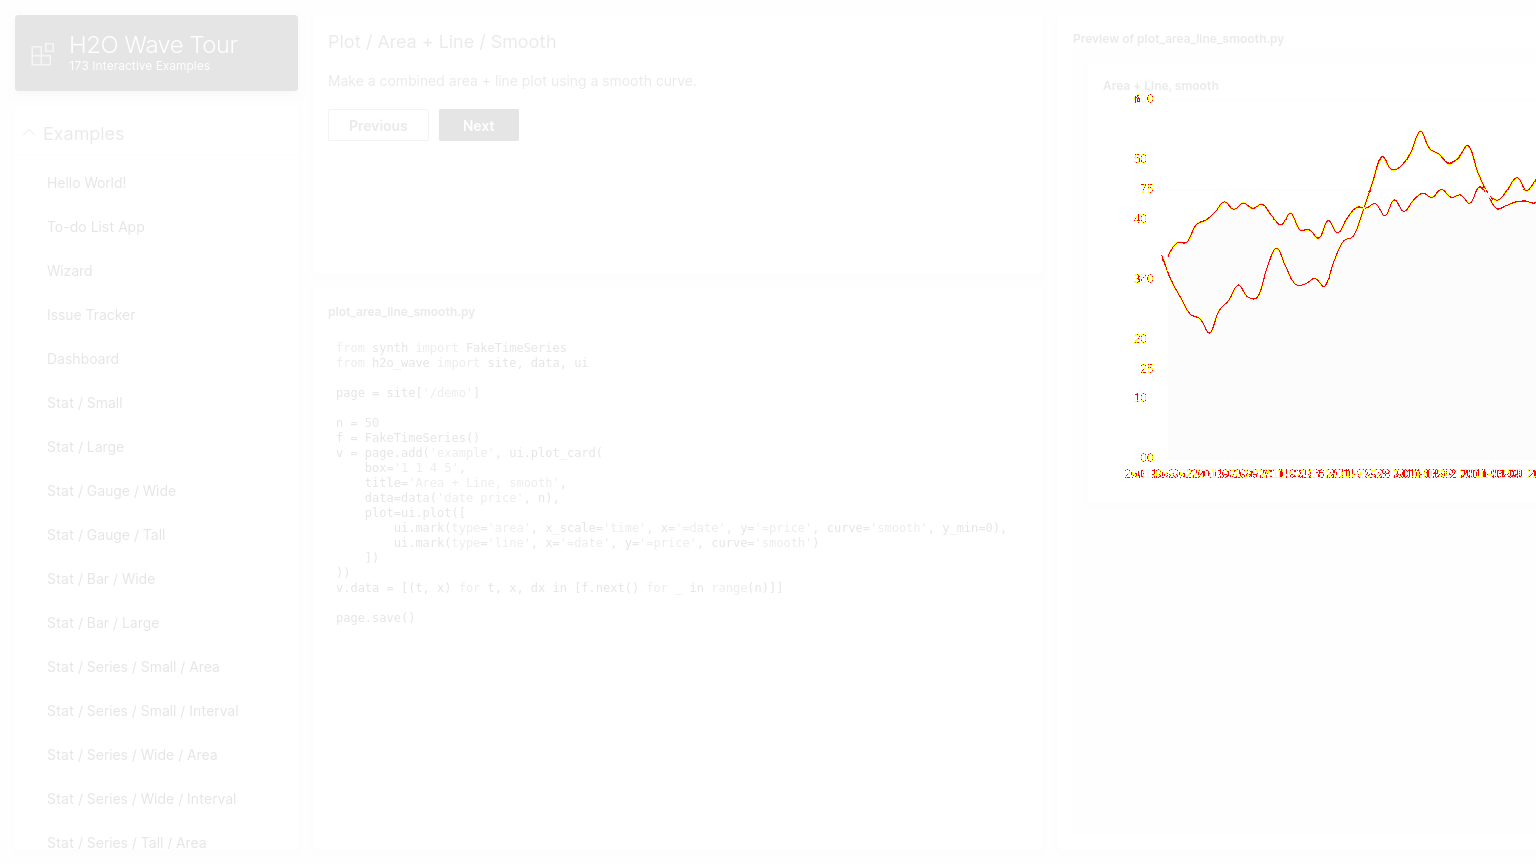 H2O Wave Tour
173 Interactive Examples
Examples
Hello World!
To-do List App
Wizard
Issue Tracker
Dashboard
Stat / Small
Stat / Large
Stat / Gauge / Wide
Stat / Gauge / Tall
Stat / Bar / Wide
Stat / Bar / Large
Stat / Series / Small / Area
Stat / Series / Small / Interval
Stat / Series / Wide / Area
Stat / Series / Wide / Interval
Stat / Series / Tall / Area
Plot / Area + Line / Smooth
Make a combined area + line plot using a smooth curve.
Previous
Next
plot_area_line_smooth.py
from synth import FakeTimeSeries
from h2o_wave import site, data, ui
page = site['/demo']
n = 50
f = FakeTimeSeries()
v = page.add('example', ui.plot_card(
box='1 1 4 5',
title='Area + Line, smooth',
data=data('date price', n),
plot=ui.plot([
ui.mark(type='area', x_scale='time', x='=date', y='=price', curve='smooth', y_min=0),
ui.mark(type='line', x='=date', y='=price', curve='smooth')
])
))
v.data = [(t, x) for t, x, dx in [f.next() for _ in range(n)]]
page.save()
Preview of plot_area_line_smooth.py
Area + Line, smooth
50
75
40
20
25
10